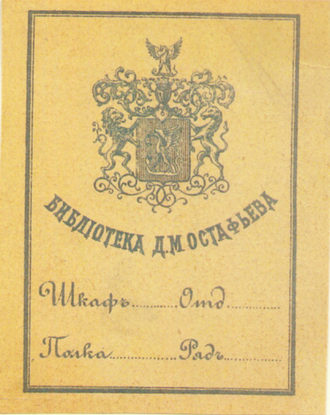 БИБЛІОТЕКА Д.М ОСТАФЬЕВА
Шкафъ.......... Отд..........
Полка............ Рядъ..........